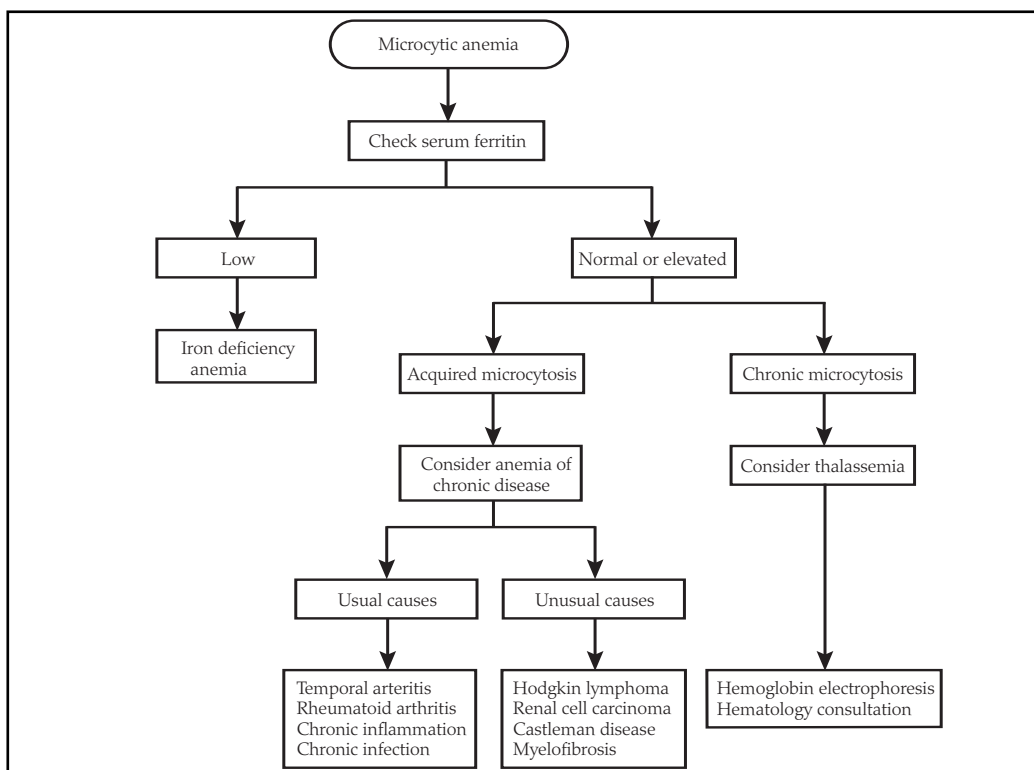 Microcytic anemia
Check serum ferritin
Low
Normal or elevated
Iron deficiency
anemia
Acquired microcytosis
Chronic microcytosis
Consider anemia of
chronic disease
Consider thalassemia
Usual causes
Unusual causes
Temporal arteritis
Rheumatoid arthritis
Chronic inflammation
Chronic infection
Hodgkin lymphoma
Renal cell carcinoma
Castleman disease
Myelofibrosis
Hemoglobin electrophoresis
Hematology consultation